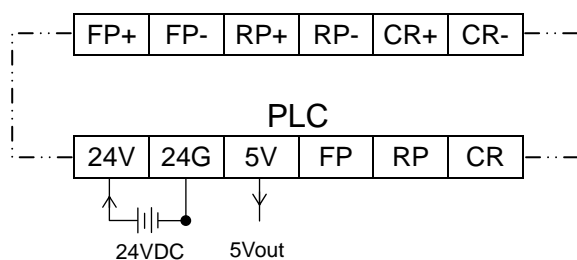 FP+ FP- RP+ RP- CR+ CR-
PLC
24V 24G 5V FP RP CR
24VDC 5Vout